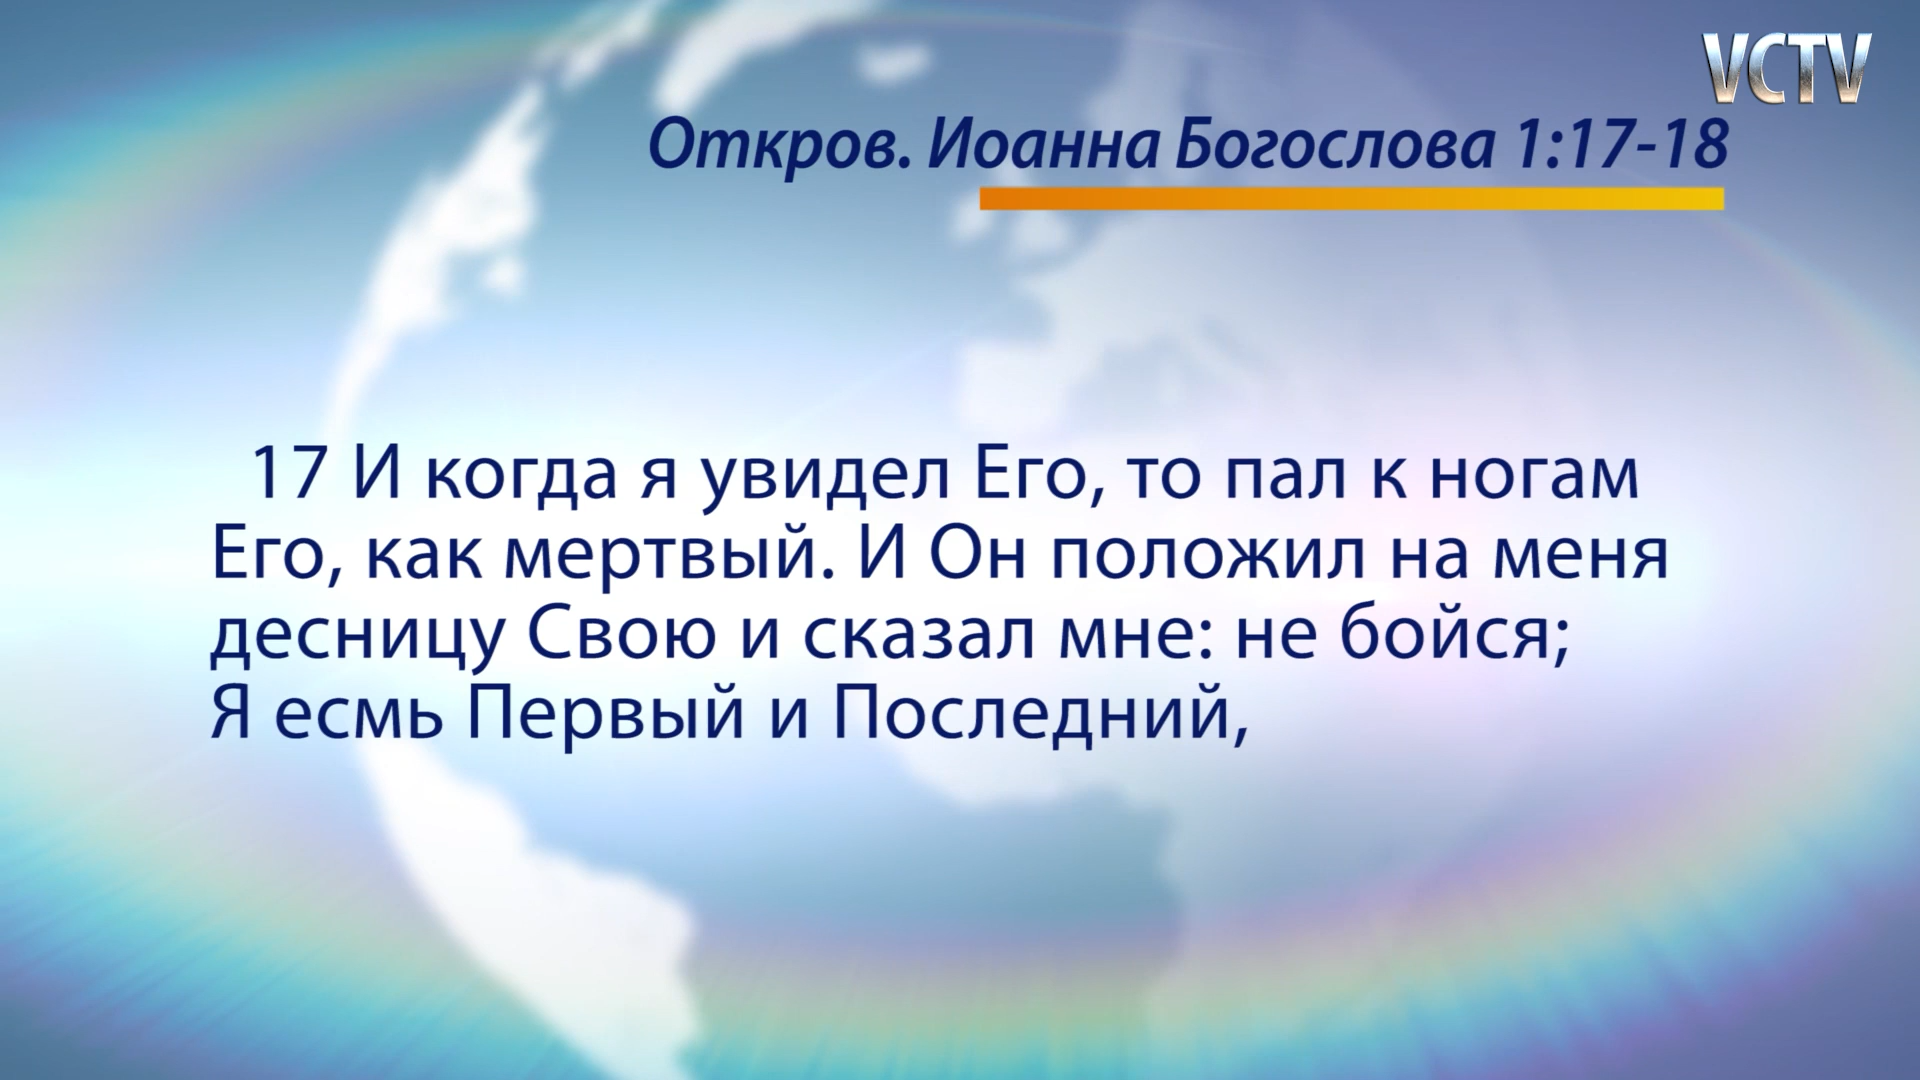 VCTV
Откров. Иоанна Богослова 1:17-18
17 И когда я увидел Его, то пал к ногам
Его, как мертвый. И Он положил на меня
десницу Свою и сказал мне: не бойся;
Я есмь Первый и Последний,